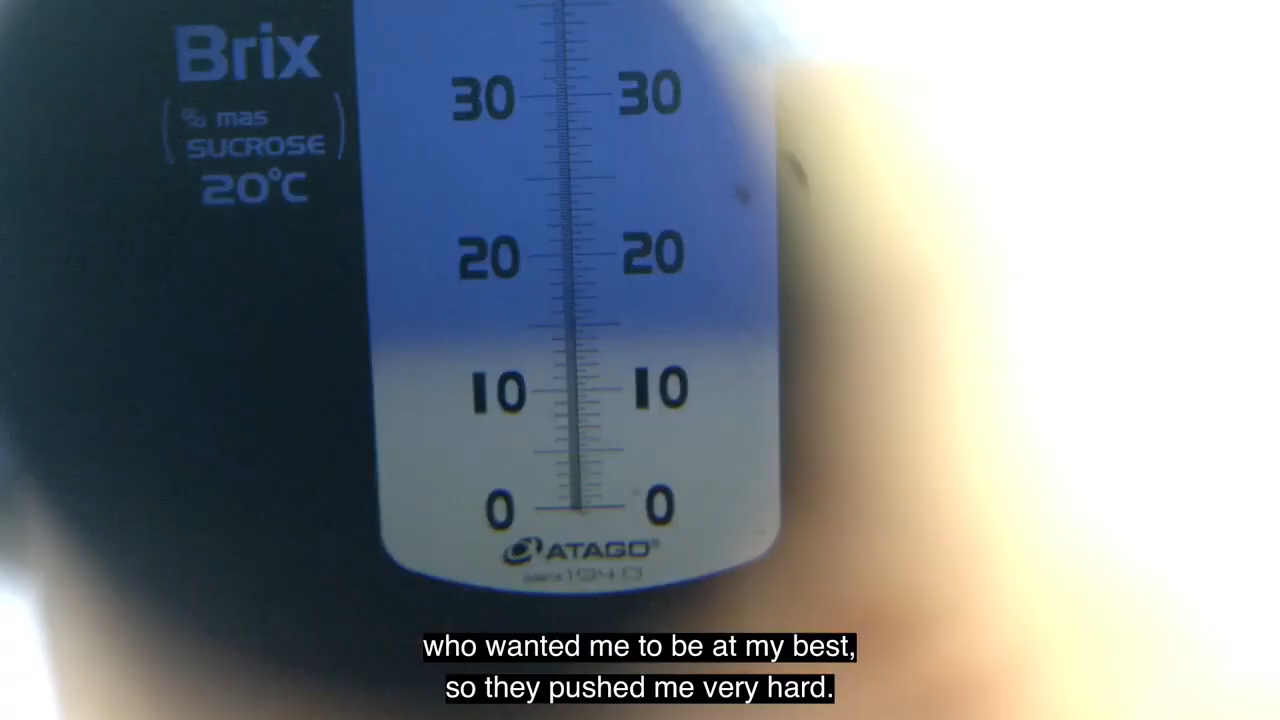 Brix
(% mas
SUCROSE)
20°C
30 30
20 20
10 10
0 0
ATAGO®
who wanted me to be at my best,
so they pushed me very hard.